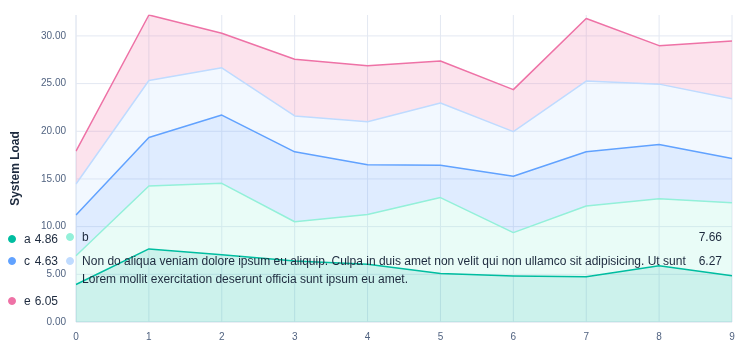 30.00
25.00
20.00
15.00
10.00
5.00
0.00
System Load
a 4.86
b 7.66
c 4.63
Non do aliqua veniam dolore ipsum eu aliquip. Culpa in duis amet non velit qui non ullamco sit adipisicing. Ut sunt 6.27
Lorem mollit exercitation deserunt officia sunt ipsum eu amet.
e 6.05
0 1 2 3 4 5 6 7 8 9